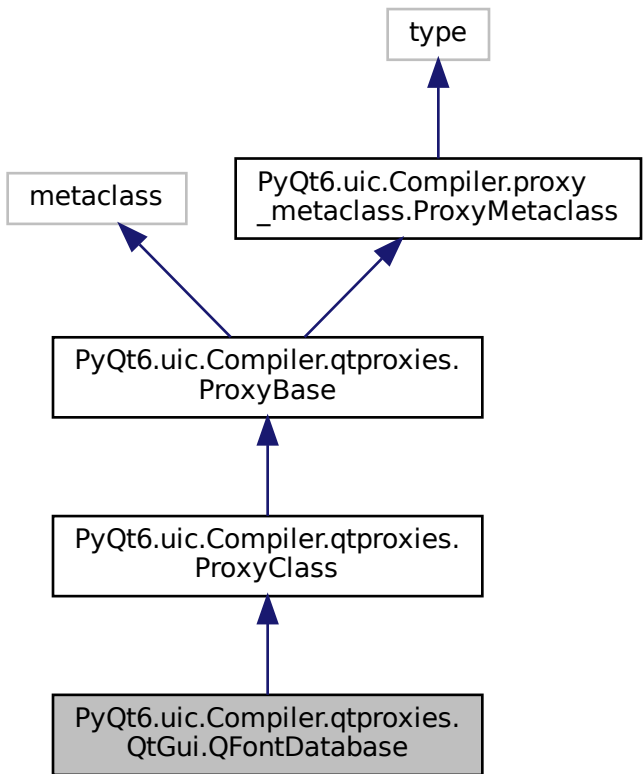 type
PyQt6.uic.Compiler.proxy
_metaclass.ProxyMetaclass
metaclass
PyQt6.uic.Compiler.qtproxies.
ProxyBase
PyQt6.uic.Compiler.qtproxies.
ProxyClass
PyQt6.uic.Compiler.qtproxies.
QtGui.QFontDatabase